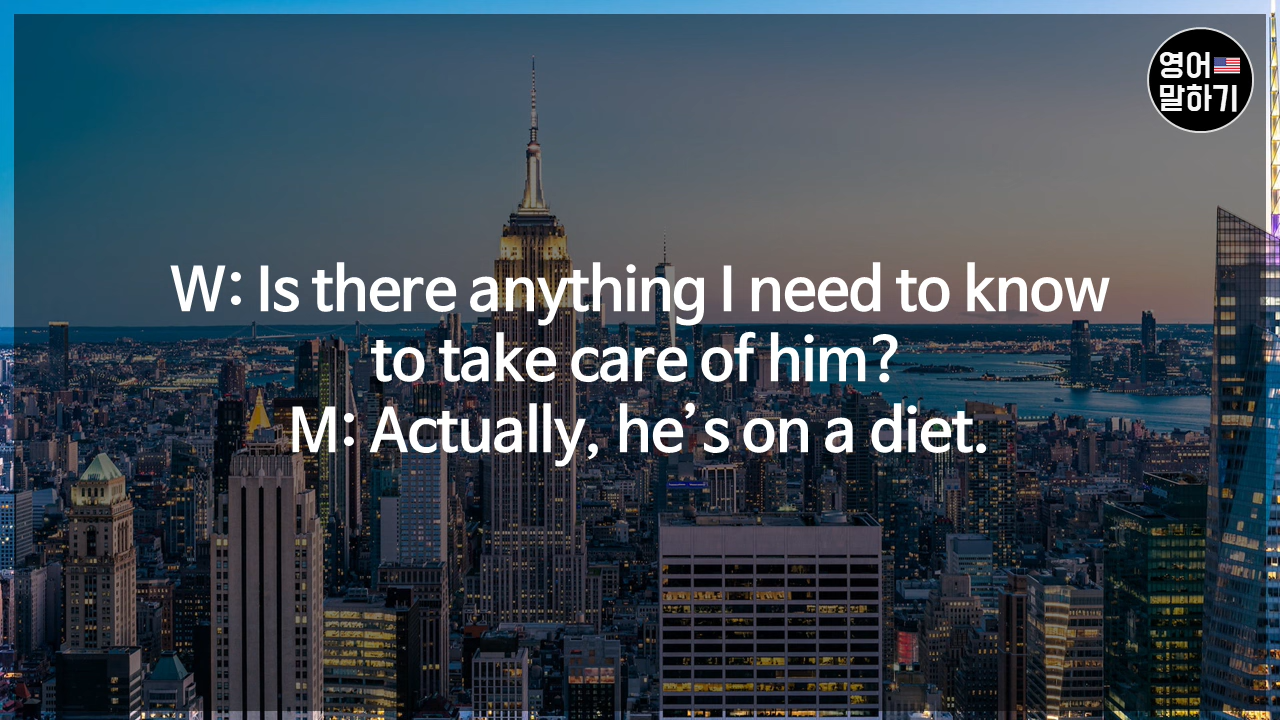 영어
말하기
W: Is there anything I need to know
to take care of him?
M: Actually, he’s on a diet.